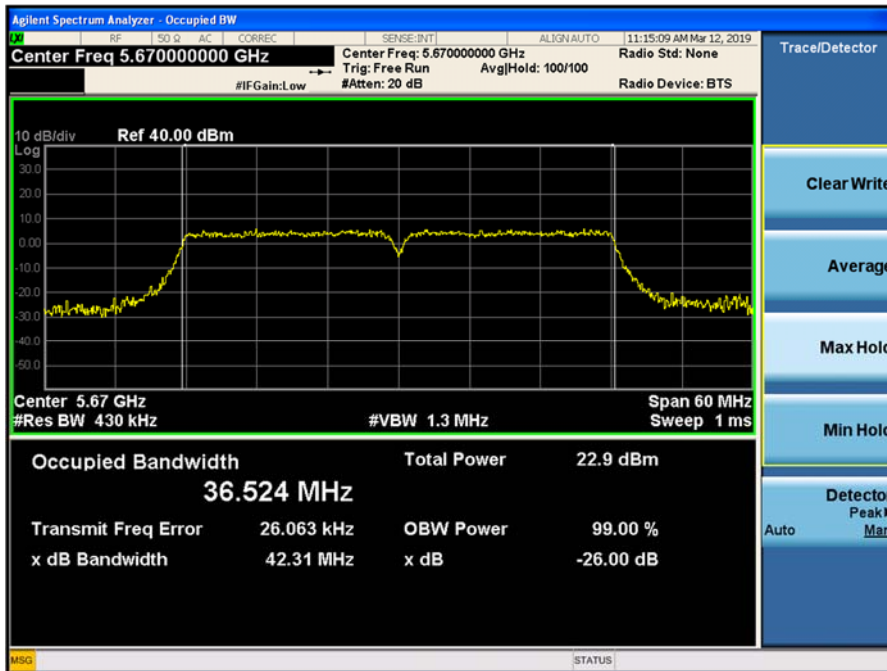 Agilent Spectrum Analyzer - Occupied BW
LXI RF 50 Ω AC CORREC SENSE:INT ALIGN AUTO 11:15:09 AM Mar 12, 2019
Center Freq 5.670000000 GHz
Center Freq: 5.670000000 GHz
Radio Std: None
Trig: Free Run Avg|Hold: 100/100
#IFGain:Low #Atten: 20 dB Radio Device: BTS
10 dB/div Ref 40.00 dBm
Log
30.0
20.0
10.0
0.00
-10.0
-20.0
-30.0
-40.0
-50.0
Center 5.67 GHz Span 60 MHz
#Res BW 430 kHz #VBW 1.3 MHz Sweep 1 ms
Occupied Bandwidth Total Power 22.9 dBm
36.524 MHz
Transmit Freq Error 26.063 kHz OBW Power 99.00 %
x dB Bandwidth 42.31 MHz x dB -26.00 dB
MSG STATUS
Trace/Detector
Clear Write
Average
Max Hold
Min Hold
Detector
Peak
Auto Man